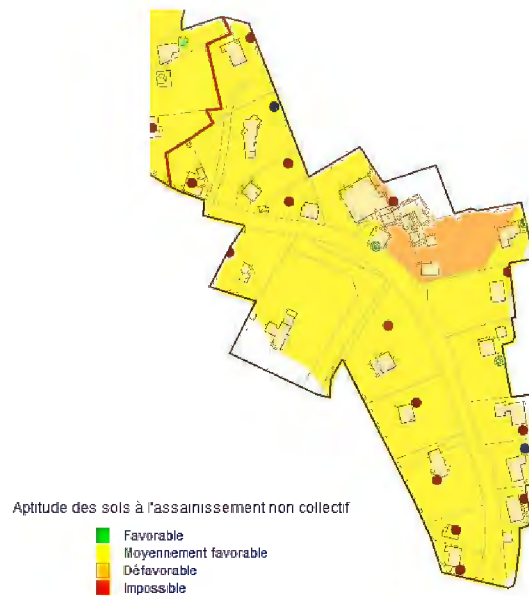 Aptitude des sols à l'assainissement non collectif
Favorable
Moyennement favorable
Défavorable
Impossible